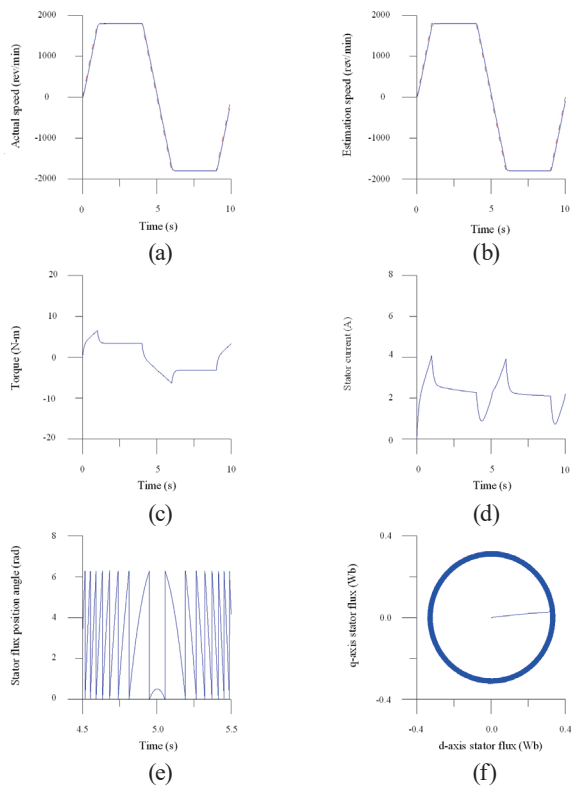 2000
1000
0
-1000
-2000
Actual speed (rev/min)
0
5
10
Time (s)
(a)
2000
1000
0
-1000
-2000
Estimation speed (rev/min)
0
5
10
Time (s)
(b)
20
10
0
-10
-20
Torque (N-m)
0
5
10
Time (s)
(c)
8
6
4
2
0
Stator current (A)
0
5
10
Time (s)
(d)
8
6
4
2
0
Stator flux position angle (rad)
4.5
5.0
5.5
Time (s)
(e)
0.4
0.0
-0.4
q-axis stator flux (Wb)
-0.4
0.0
0.4
d-axis stator flux (Wb)
(f)